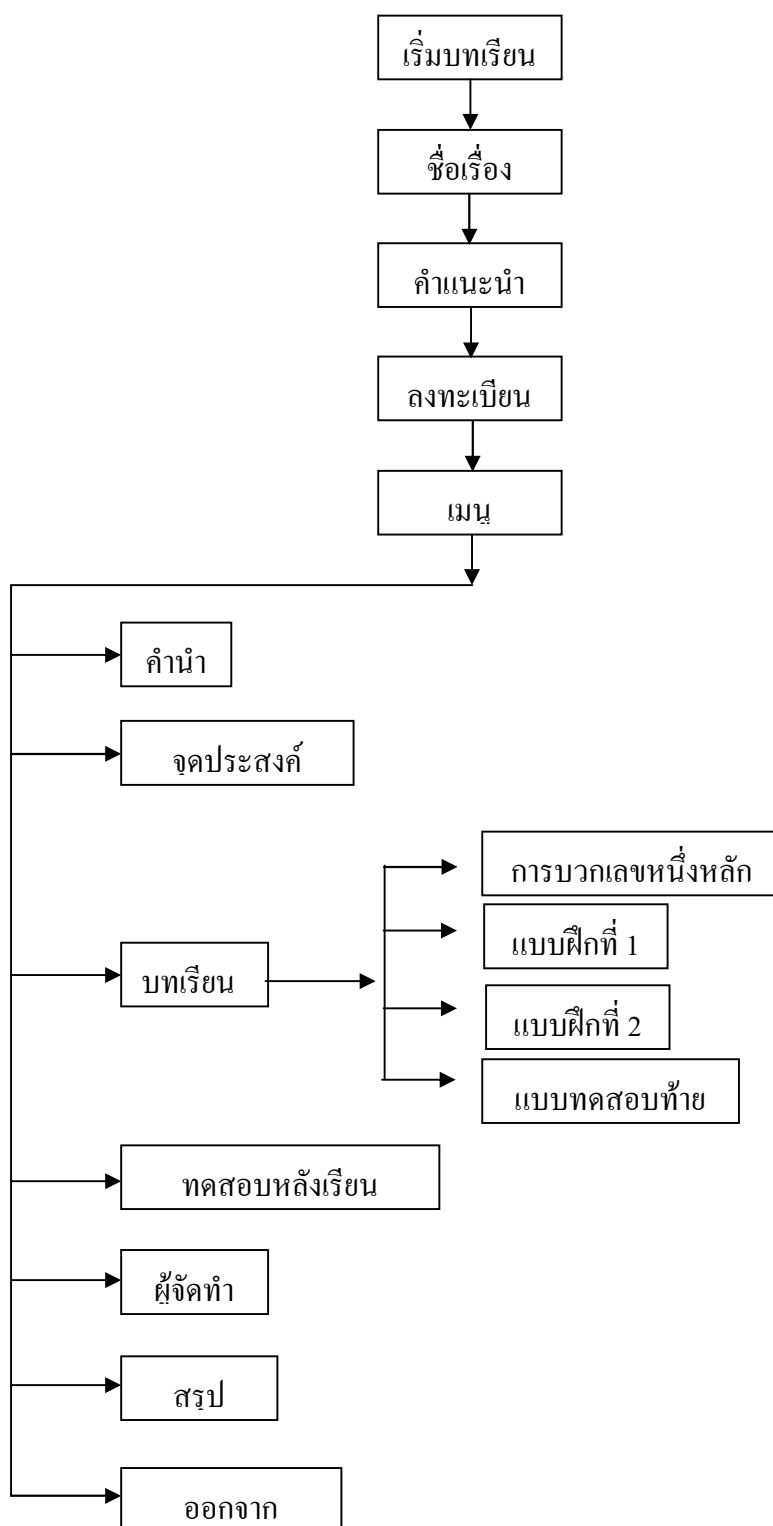 เริ่มบทเรียน
ชื่อเรื่อง
คำแนะนำ
ลงทะเบียน
เมนู
คำนำ
จุดประสงค์
บทเรียน
การบวกเลขหนึ่งหลัก
แบบฝึกที่ 1
แบบฝึกที่ 2
แบบทดสอบท้าย
ทดสอบหลังเรียน
ผู้จัดทำ
สรุป
ออกจาก